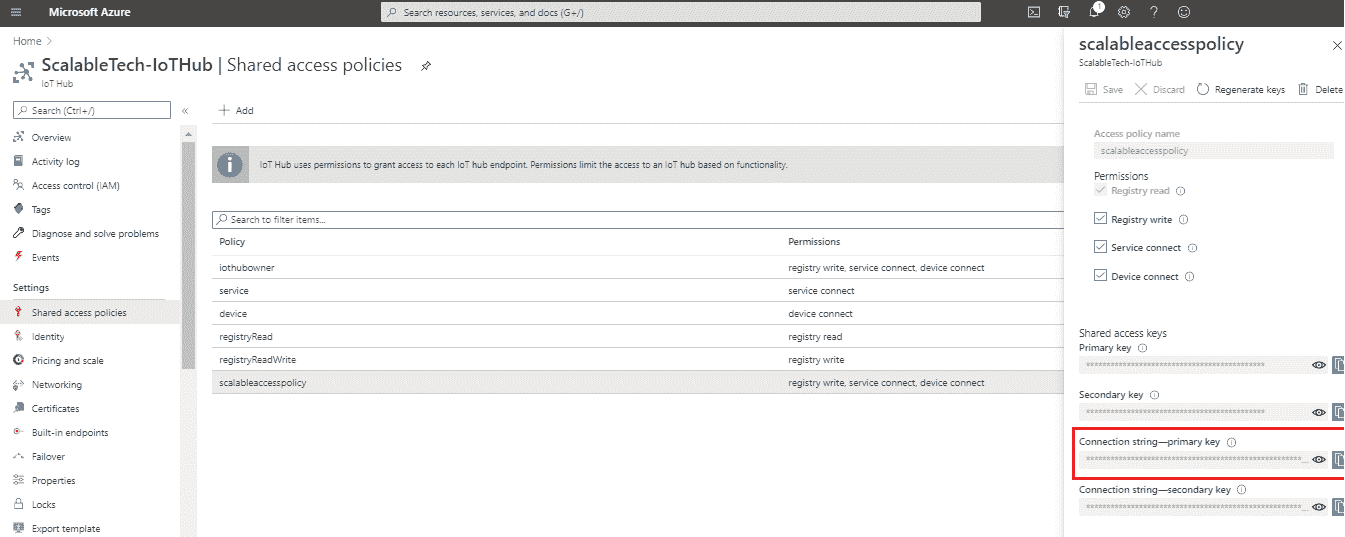 Microsoft Azure
Search resources, services, and docs (G+/)
1
Home >
ScalableTech-IoTHub | Shared access policies
IoT Hub
Search (Ctrl+/)
«
Overview
Activity log
Access control (IAM)
Tags
Diagnose and solve problems
Events
Settings
Shared access policies
Identity
Pricing and scale
Networking
Certificates
Built-in endpoints
Failover
Properties
Locks
Export template
Add
IoT Hub uses permissions to grant access to each IoT hub endpoint. Permissions limit the access to an IoT hub based on functionality.
Search to filter items...
Policy Permissions
iothubowner registry write, service connect, device connect
service service connect
device device connect
registryRead registry read
registryReadWrite registry write
scalableaccesspolicy registry write, service connect, device connect
scalableaccesspolicy
ScalableTech-IoTHub
Save Discard Regenerate keys Delete
Access policy name
scalableaccesspolicy
Permissions
Registry read
Registry write
Service connect
Device connect
Shared access keys
Primary key
Secondary key
Connection string—primary key
Connection string—secondary key